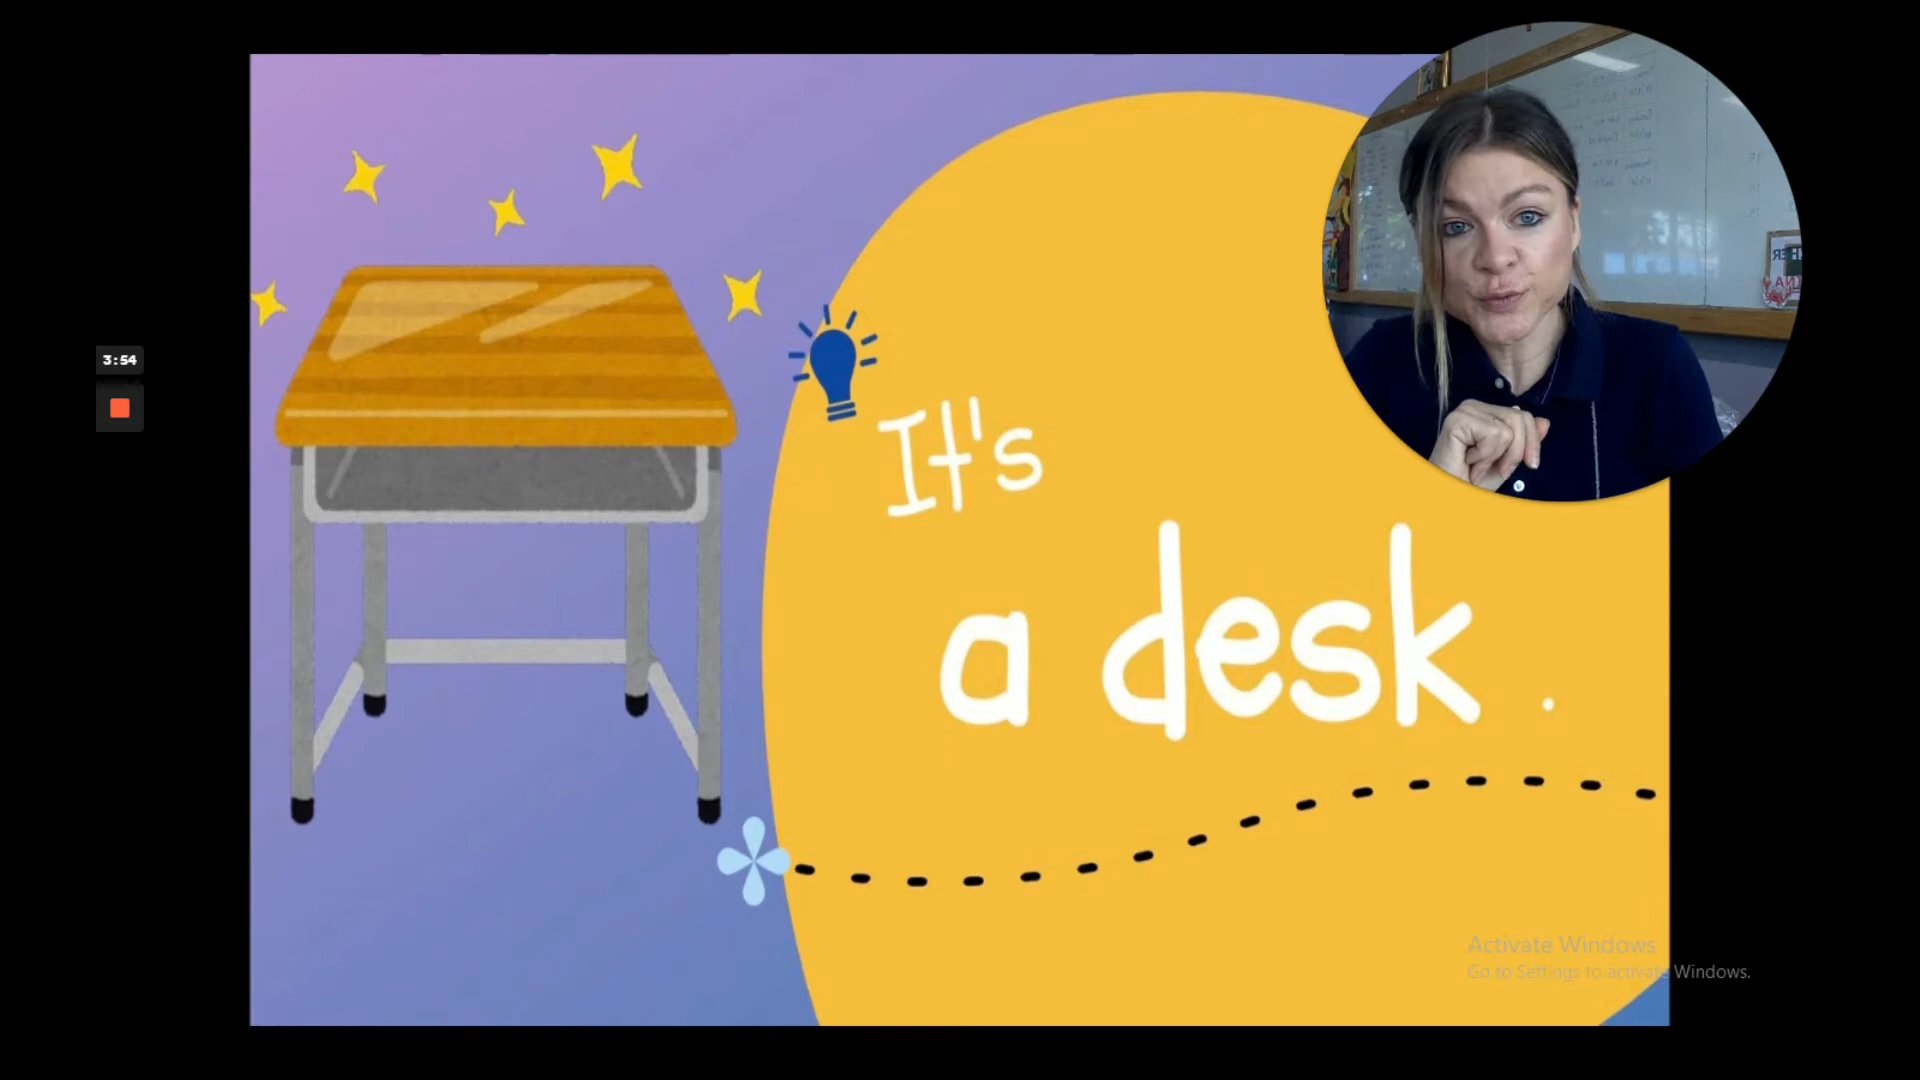 3:54
It's
a desk.
Activate Windows
Go to Settings to activate Windows.